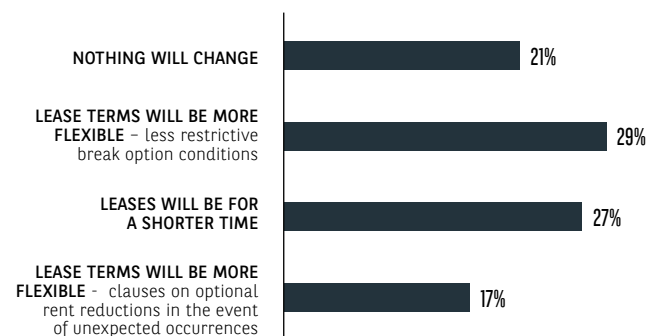 NOTHING WILL CHANGE
21%
LEASE TERMS WILL BE MORE
FLEXIBLE – less restrictive
break option conditions
29%
LEASES WILL BE FOR
A SHORTER TIME
27%
LEASE TERMS WILL BE MORE
FLEXIBLE - clauses on optional
rent reductions in the event
of unexpected occurrences
17%